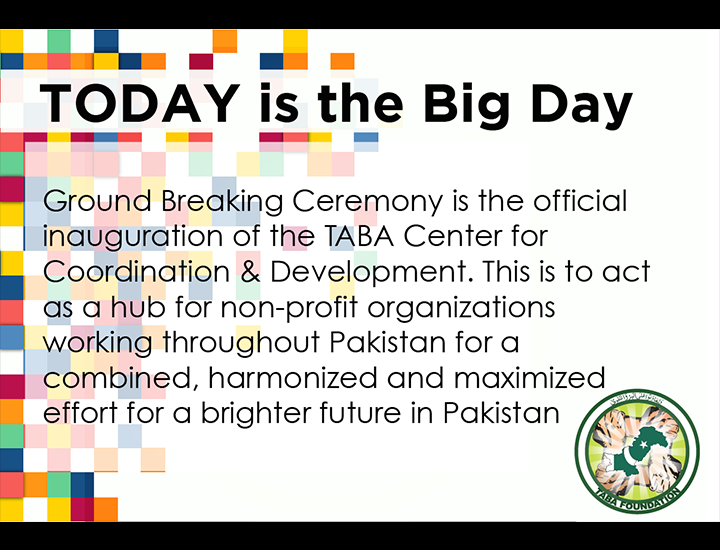 TODAY is the Big Day
Ground Breaking Ceremony is the official
inauguration of the TABA Center for
Coordination & Development. This is to act
as a hub for non-profit organizations
working throughout Pakistan for a
combined, harmonized and maximized
effort for a brighter future in Pakistan
TABA FOUNDATION